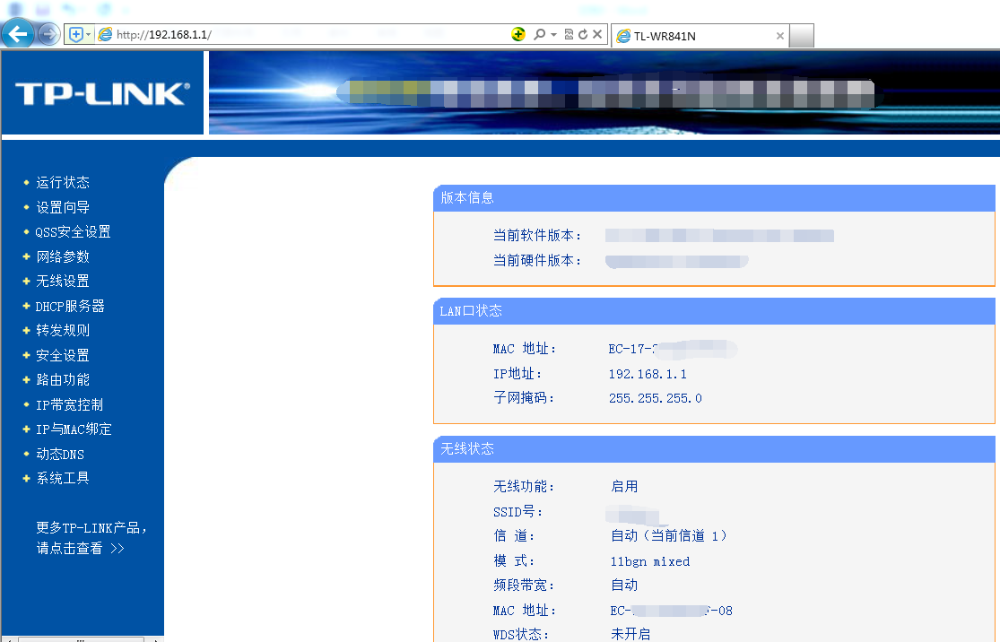 http://192.168.1.1/
TL-WR841N
TP-LINK®
运行状态
设置向导
QSS安全设置
网络参数
无线设置
DHCP服务器
转发规则
安全设置
路由功能
IP带宽控制
IP与MAC绑定
动态DNS
系统工具
更多TP-LINK产品，
请点击查看 >>
版本信息
当前软件版本：
当前硬件版本：
LAN口状态
MAC 地址： EC-17-
IP地址： 192.168.1.1
子网掩码： 255.255.255.0
无线状态
无线功能： 启用
SSID号：
信 道： 自动（当前信道 1）
模 式： 11bgn mixed
频段带宽： 自动
MAC 地址： EC- -08
WDS状态： 未开启